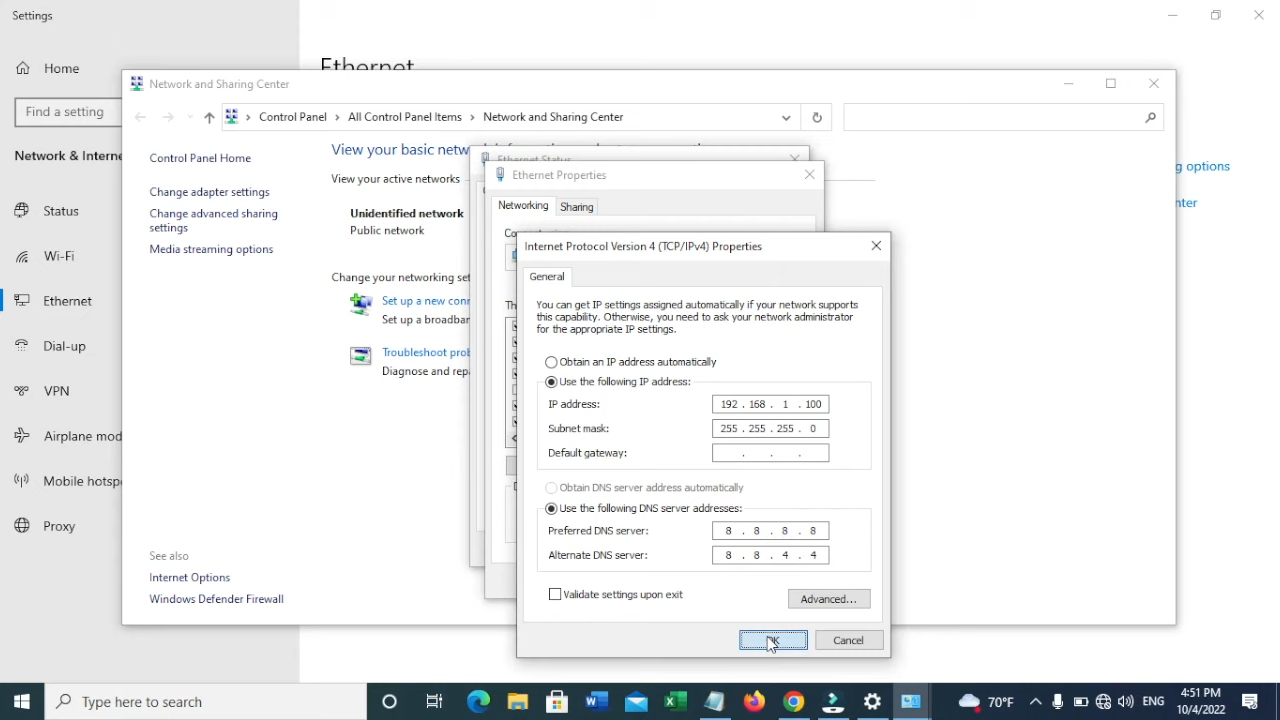 Settings
Home
Find a setting
Network & Interne
Status
Wi-Fi
Ethernet
Dial-up
VPN
Airplane mod
Mobile hotsp
Proxy
Ethernet
Network and Sharing Center
Control Panel > All Control Panel Items > Network and Sharing Center
Control Panel Home
Change adapter settings
Change advanced sharing
settings
Media streaming options
See also
Internet Options
Windows Defender Firewall
View your basic netw
View your active networks
Unidentified network
Public network
Change your networking set
Set up a new conn
Set up a broadbar
Troubleshoot prob
Diagnose and repa
g options
nter
Ethernet Status
Ethernet Properties
Networking Sharing
Co
Th
Internet Protocol Version 4 (TCP/IPv4) Properties
General
You can get IP settings assigned automatically if your network supports
this capability. Otherwise, you need to ask your network administrator
for the appropriate IP settings.
Obtain an IP address automatically
Use the following IP address:
IP address: 192 . 168 . 1 . 100
Subnet mask: 255 . 255 . 255 . 0
Default gateway: . . .
Obtain DNS server address automatically
Use the following DNS server addresses:
Preferred DNS server: 8 . 8 . 8 . 8
Alternate DNS server: 8 . 8 . 4 . 4
Validate settings upon exit
Advanced...
OK Cancel
Type here to search
70°F
ENG
4:51 PM
10/4/2022